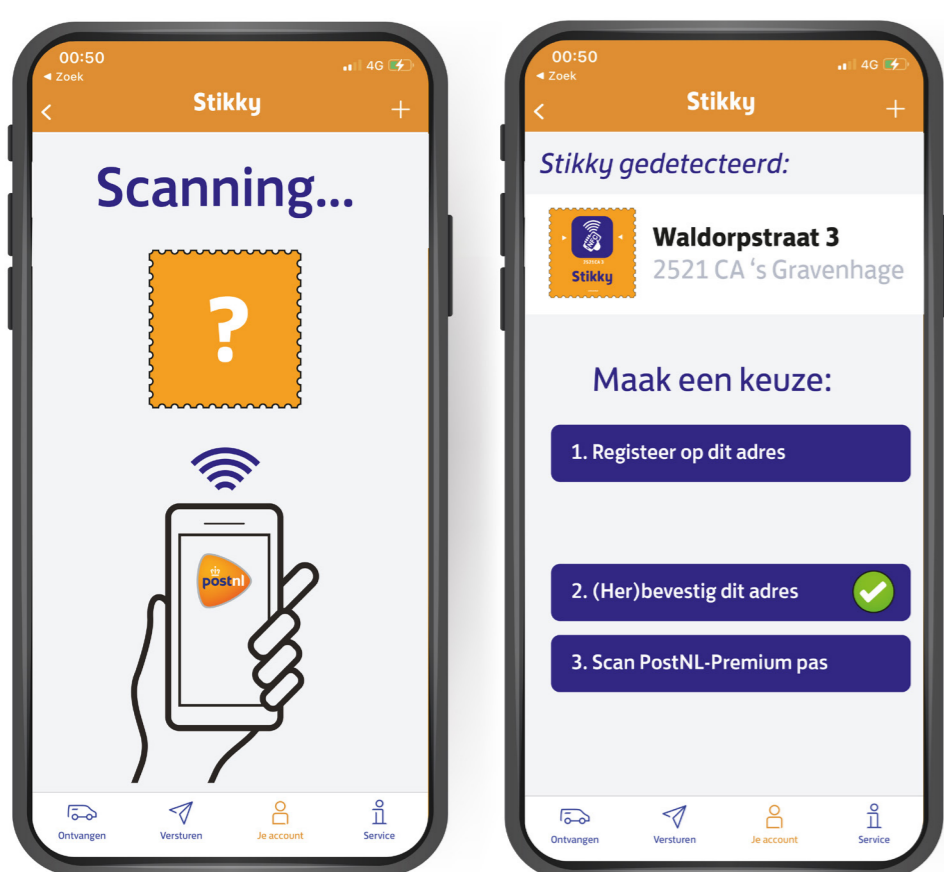 00:50
Zoek
4G
Stikky
Scanning...
?
postnl
Ontvangen
Versturen
Je account
Service
00:50
Zoek
4G
Stikky
Stikky gedetecteerd:
Stikky
Waldorpstraat 3
2521 CA ‘s Gravenhage
Maak een keuze:
1. Registeer op dit adres
2. (Her)bevestig dit adres
3. Scan PostNL-Premium pas
Ontvangen
Versturen
Je account
Service